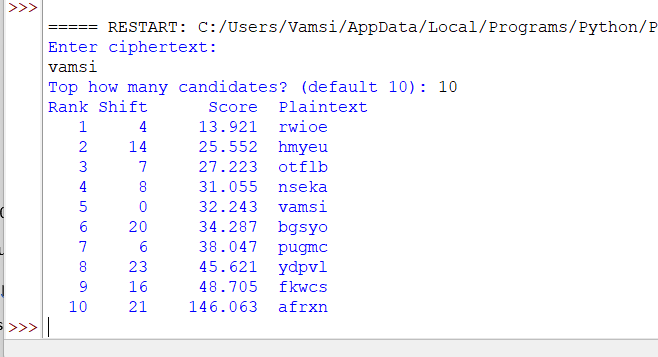 >>>
===== RESTART: C:/Users/Vamsi/AppData/Local/Programs/Python/P
Enter ciphertext:
vamsi
Top how many candidates? (default 10): 10
Rank Shift      Score  Plaintext
   1     4     13.921  rwioe
   2    14     25.552  hmyeu
   3     7     27.223  otflb
   4     8     31.055  nseka
   5     0     32.243  vamsi
   6    20     34.287  bgsyo
   7     6     38.047  pugmc
   8    23     45.621  ydpvl
   9    16     48.705  fkwcs
  10    21    146.063  afrxn
>>>